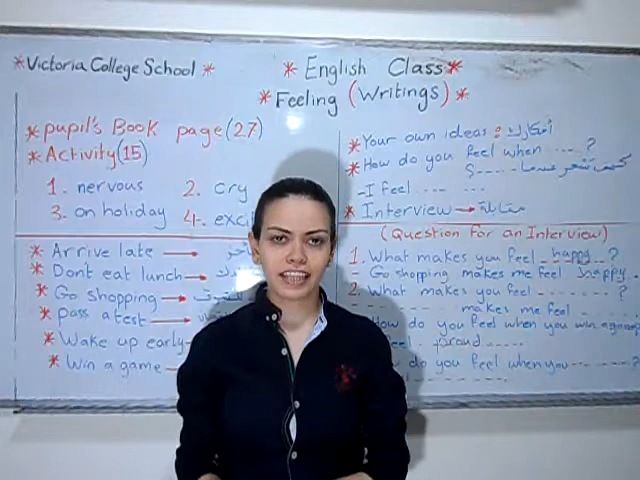 *Victoria College School *
* English Class*
*Feeling (Writings) *
*pupil's Book page(27)
*Activity(15)
1. nervous 2. cry
3. on holiday 4-. exci
* Arrive late →
* Dont eat lunch→
* Go shopping →
* pass a test →
* Wake up early-
* Win a game
*Your own ideas : أفكارك
*How do you feel when .... ?
كيف تشعر عندما ..... ؟
-I feel .... ...
* Interview → مقابلة
(Question for an Interview)
1. What makes you feel _ happy _ _?
- Go shopping makes me feel happy.
2. What makes you feel _ _ _ _ _ _ ?
makes me feel
How do you feel when you win a game
feel . proud .....
do you feel when you _ _ _ _ _ ?